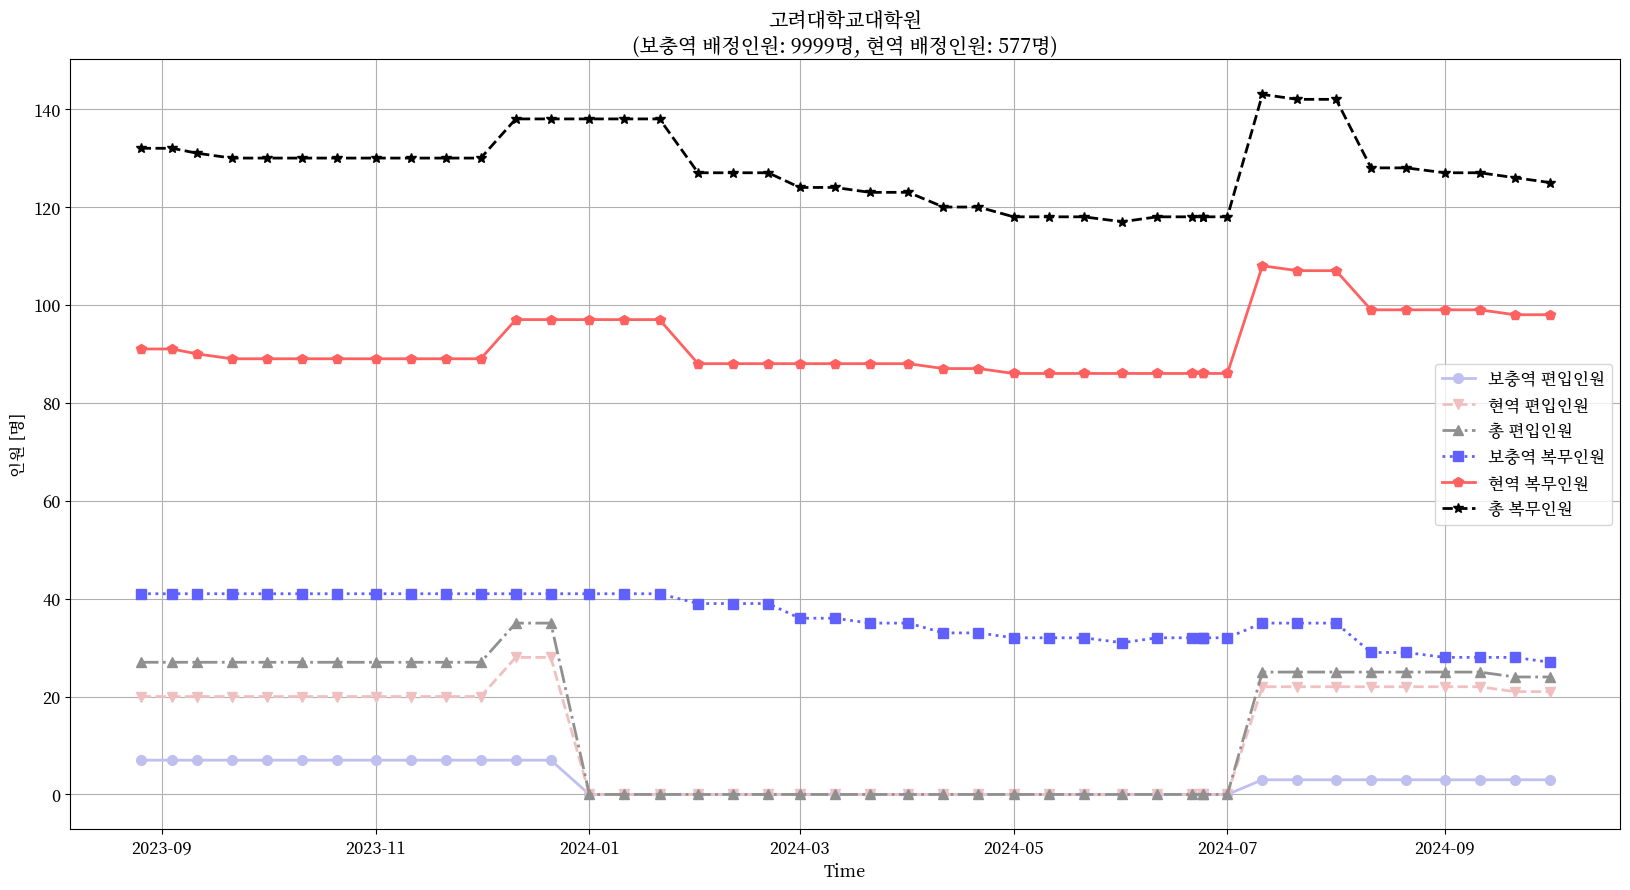 고려대학교대학원
(보충역 배정인원: 9999명, 현역 배정인원: 577명)
140
120
100
80
60
40
20
0
인원 [명]
보충역 편입인원
현역 편입인원
총 편입인원
보충역 복무인원
현역 복무인원
총 복무인원
2023-09
2023-11
2024-01
2024-03
2024-05
2024-07
2024-09
Time